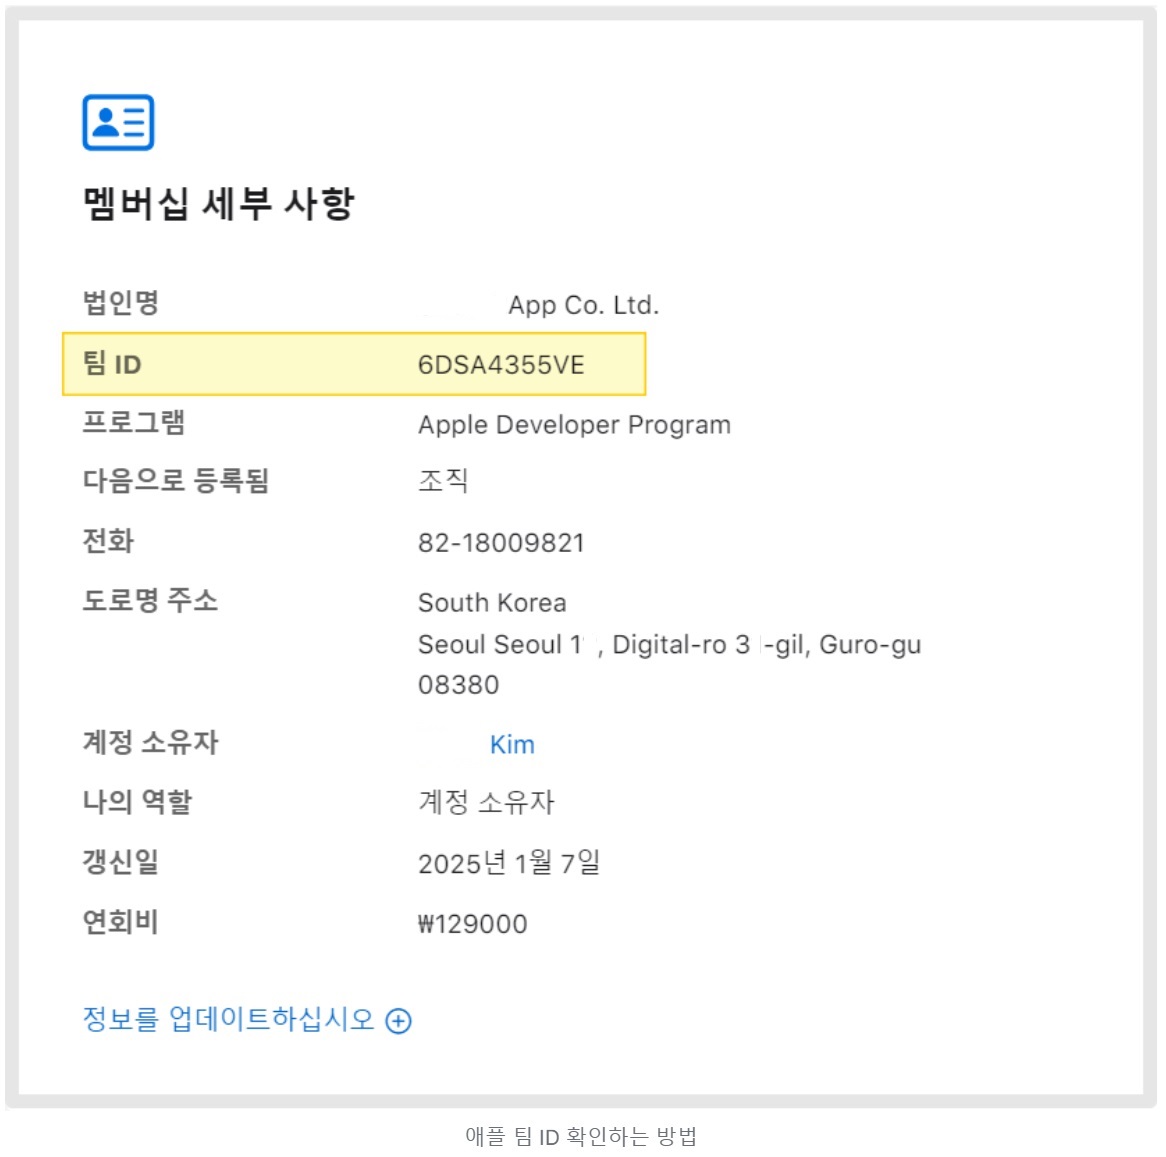 멤버십 세부 사항
법인명 App Co. Ltd.
팀 ID 6DSA4355VE
프로그램 Apple Developer Program
다음으로 등록됨 조직
전화 82-18009821
도로명 주소 South Korea
Seoul Seoul 1 , Digital-ro 3 -gil, Guro-gu
08380
계정 소유자 Kim
나의 역할 계정 소유자
갱신일 2025년 1월 7일
연회비 ₩129000
정보를 업데이트하십시오
애플 팀 ID 확인하는 방법